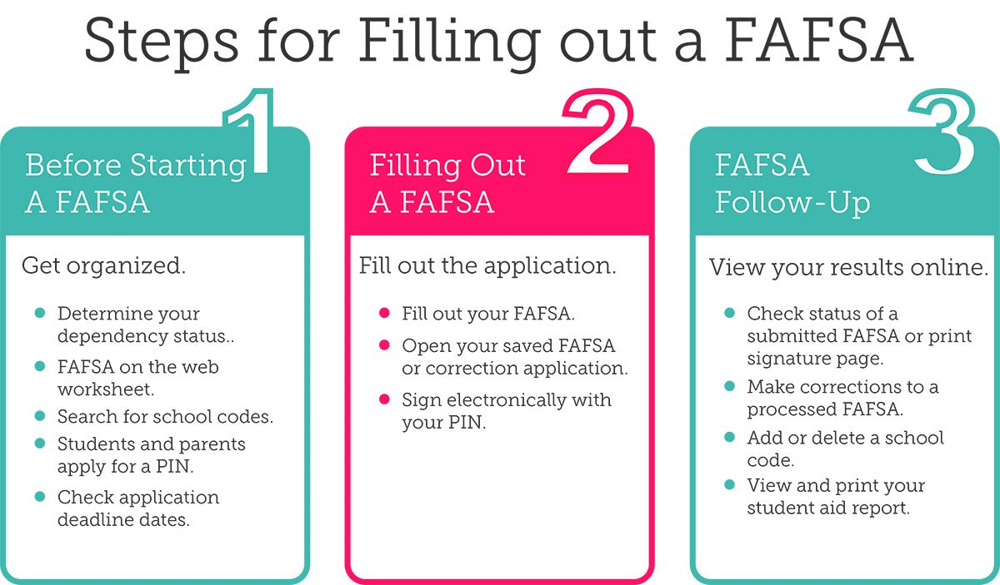 Steps for Filling out a FAFSA
1
Before Starting
A FAFSA
Get organized.
Determine your
dependency status..
FAFSA on the web
worksheet.
Search for school codes.
Students and parents
apply for a PIN.
Check application
deadline dates.
2
Filling Out
A FAFSA
Fill out the application.
Fill out your FAFSA.
Open your saved FAFSA
or correction application.
Sign electronically with
your PIN.
3
FAFSA
Follow-Up
View your results online.
Check status of a
submitted FAFSA or print
signature page.
Make corrections to a
processed FAFSA.
Add or delete a school
code.
View and print your
student aid report.